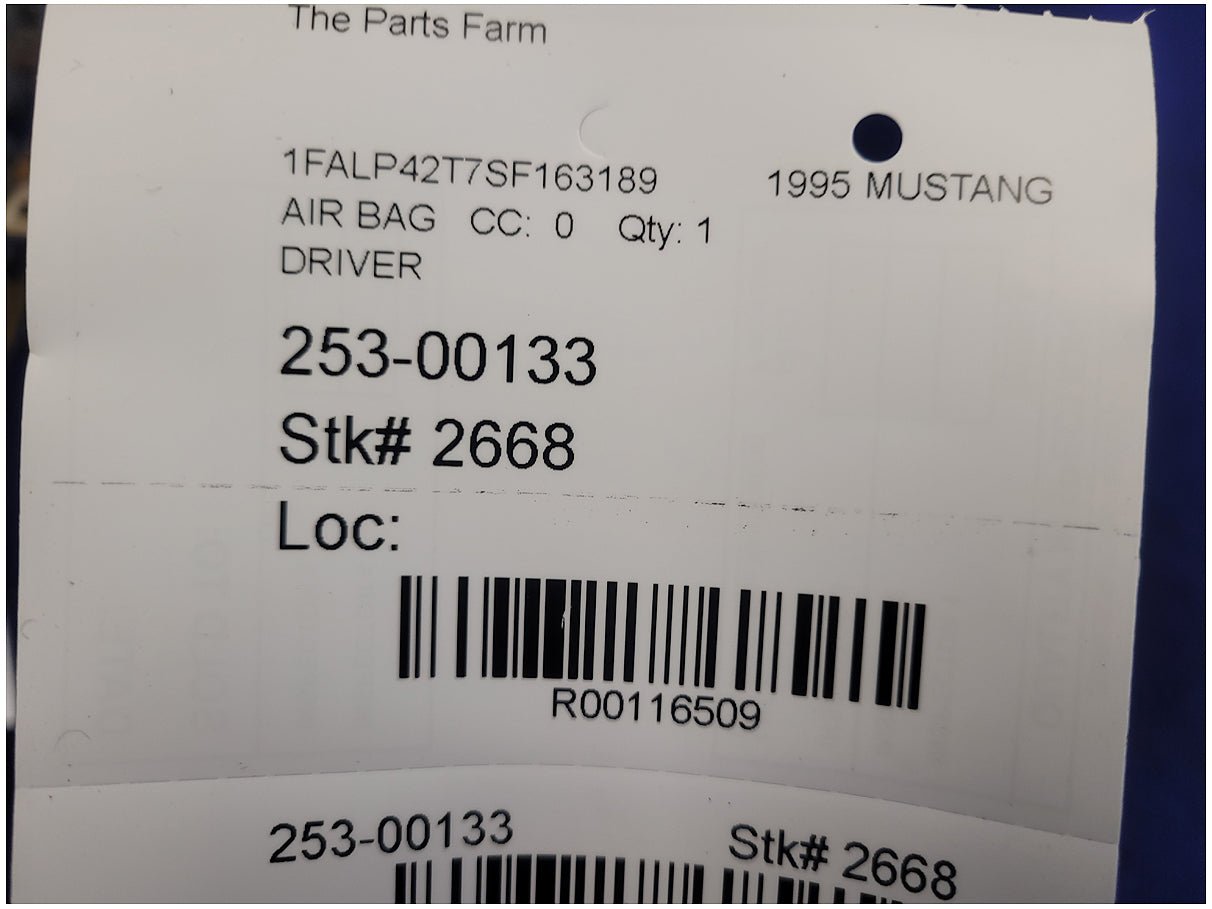 The Parts Farm
1FALP42T7SF163189 1995 MUSTANG
AIR BAG CC: 0 Qty: 1
DRIVER
253-00133
Stk# 2668
Loc:
R00116509
253-00133 Stk# 2668